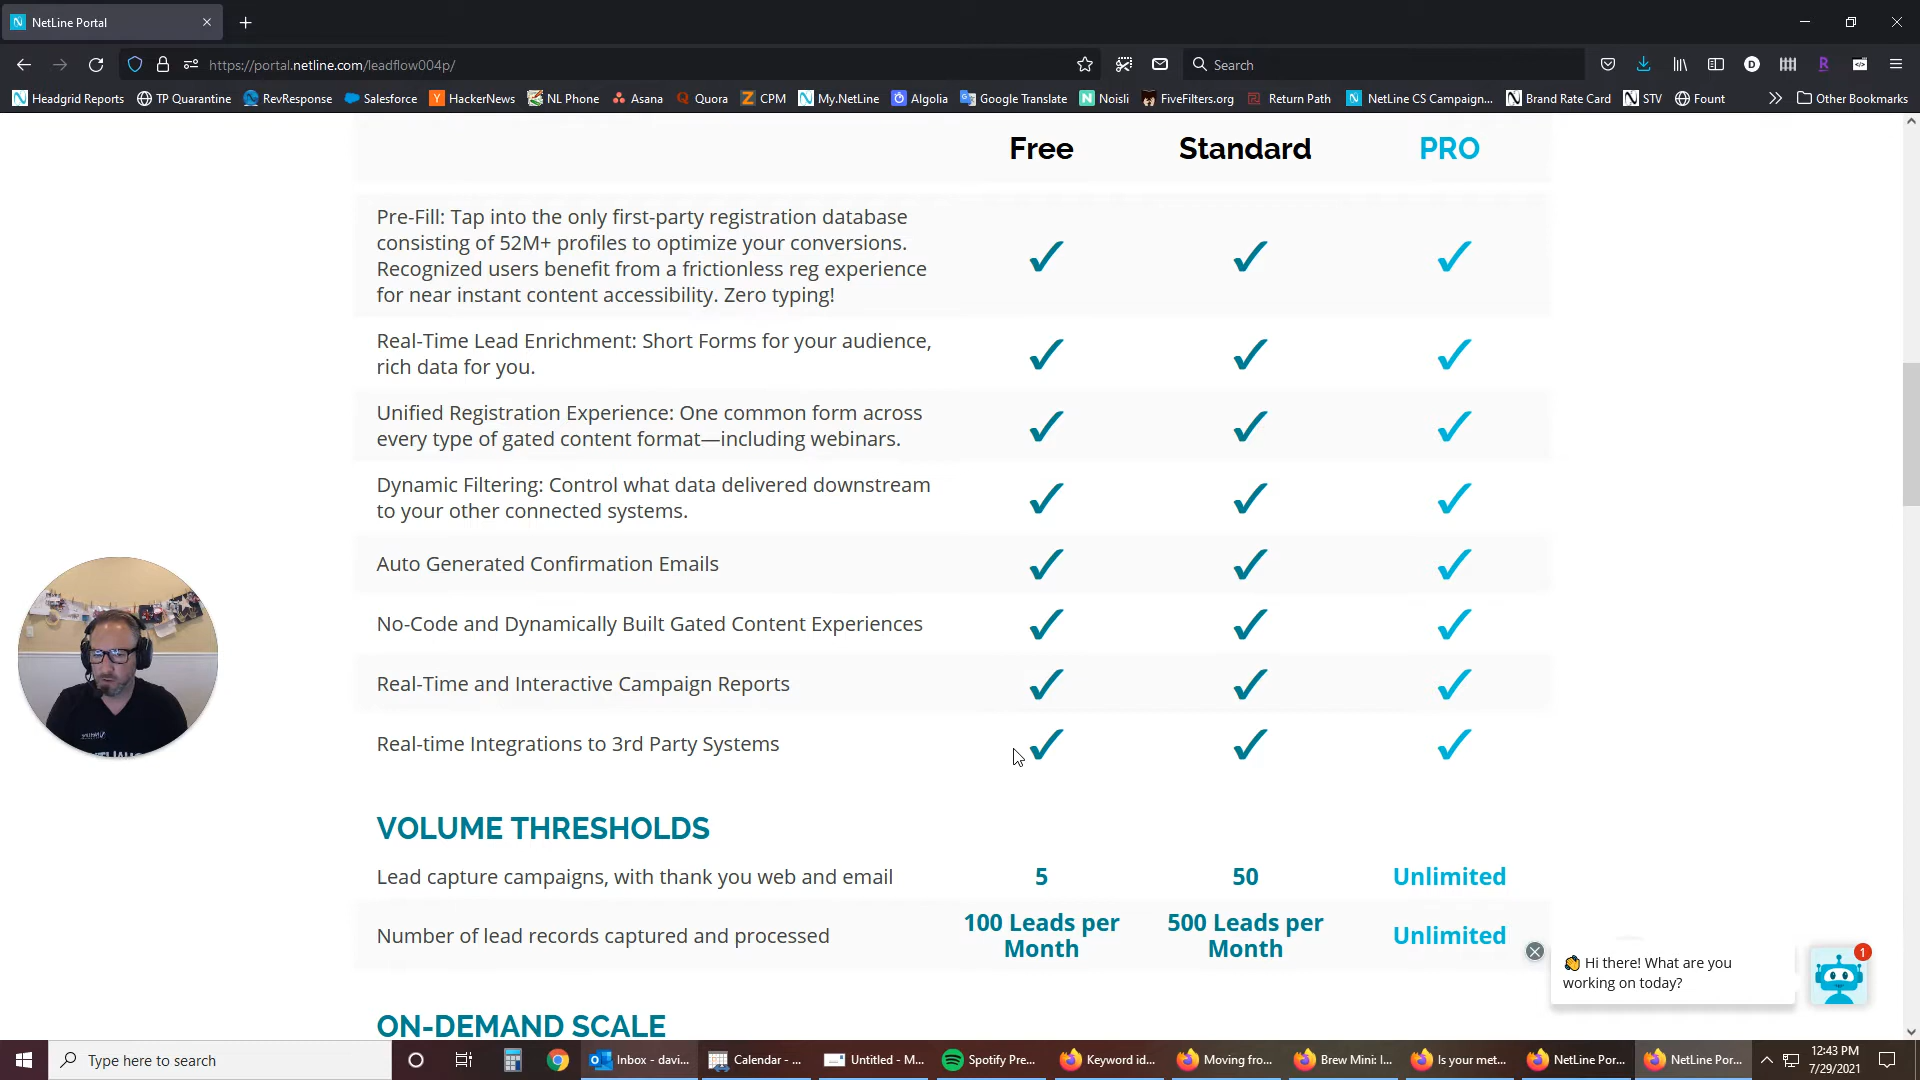 NetLine Portal
https://portal.netline.com/leadflow004p/
Search
Headgrid Reports
TP Quarantine
RevResponse
Salesforce
HackerNews
NL Phone
Asana
Quora
CPM
My.NetLine
Algolia
Google Translate
Noisli
FiveFilters.org
Return Path
NetLine CS Campaign...
Brand Rate Card
STV
Fount
Other Bookmarks
Free Standard PRO
Pre-Fill: Tap into the only first-party registration database
consisting of 52M+ profiles to optimize your conversions.
Recognized users benefit from a frictionless reg experience
for near instant content accessibility. Zero typing!
Real-Time Lead Enrichment: Short Forms for your audience,
rich data for you.
Unified Registration Experience: One common form across
every type of gated content format—including webinars.
Dynamic Filtering: Control what data delivered downstream
to your other connected systems.
Auto Generated Confirmation Emails
No-Code and Dynamically Built Gated Content Experiences
Real-Time and Interactive Campaign Reports
Real-time Integrations to 3rd Party Systems
VOLUME THRESHOLDS
Lead capture campaigns, with thank you web and email 5 50 Unlimited
Number of lead records captured and processed
100 Leads per
Month
500 Leads per
Month
Unlimited
ON-DEMAND SCALE
Hi there! What are you
working on today?
1
Type here to search
Inbox - davi...
Calendar - ...
Untitled - M...
Spotify Pre...
Keyword id...
Moving fro...
Brew Mini: I...
Is your met...
NetLine Por...
NetLine Por...
12:43 PM
7/29/2021